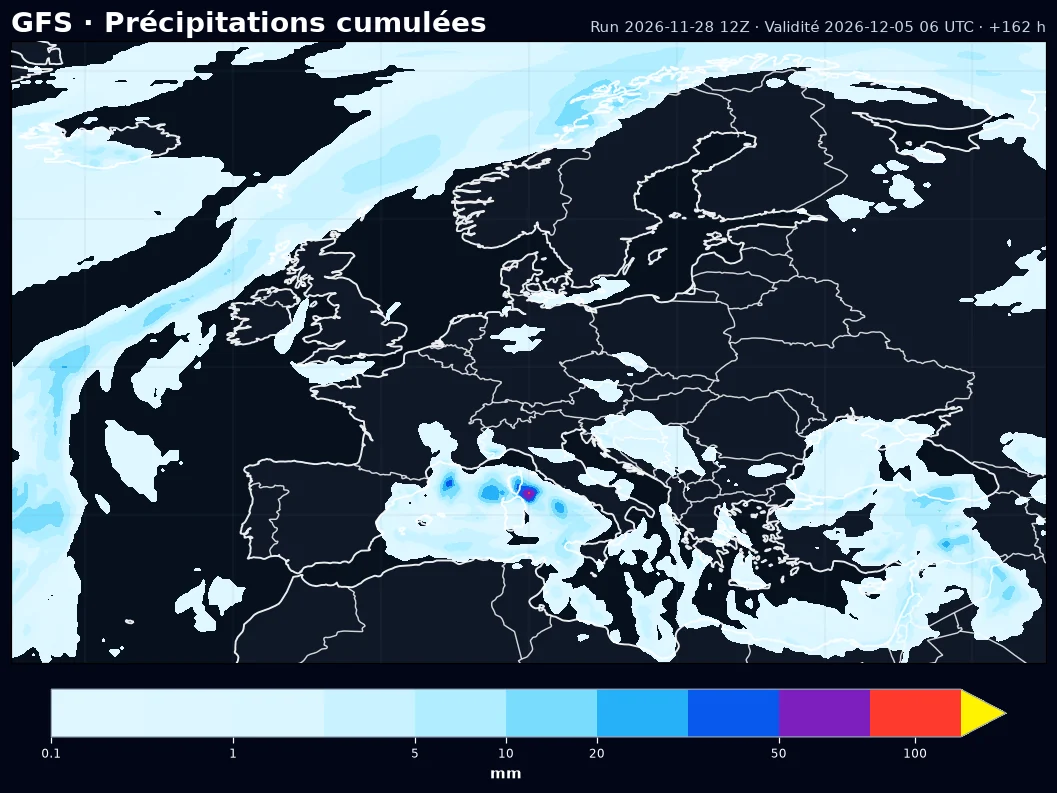 GFS · Précipitations cumulées
Run 2026-11-28 12Z · Validité 2026-12-05 06 UTC · +162 h
0.1 1 5 10 20 50 100
mm